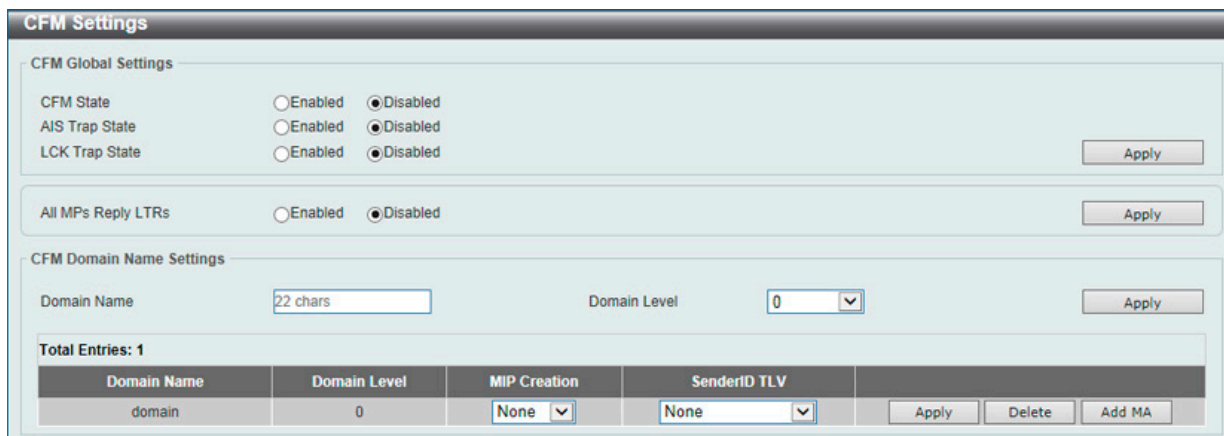 CFM Settings
CFM Global Settings
CFM State Enabled Disabled
AIS Trap State Enabled Disabled
LCK Trap State Enabled Disabled Apply
All MPs Reply LTRs Enabled Disabled Apply
CFM Domain Name Settings
Domain Name 22 chars Domain Level 0 Apply
Total Entries: 1
Domain Name Domain Level MIP Creation SenderID TLV
domain 0 None None Apply Delete Add MA